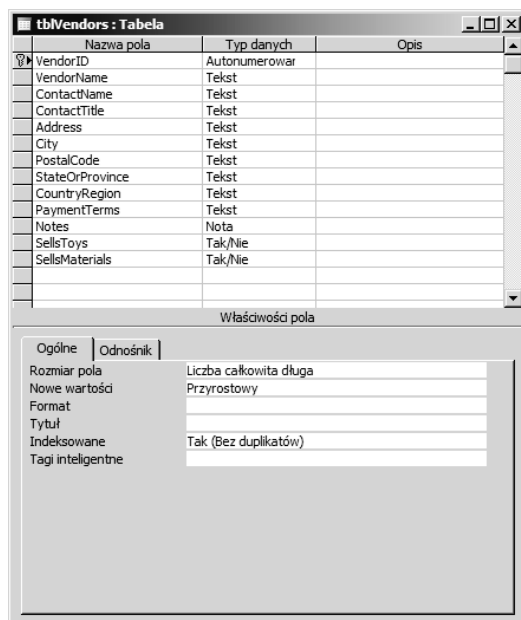 tblVendors : Tabela
Nazwa pola Typ danych Opis
VendorID Autonumerowar
VendorName Tekst
ContactName Tekst
ContactTitle Tekst
Address Tekst
City Tekst
PostalCode Tekst
StateOrProvince Tekst
CountryRegion Tekst
PaymentTerms Tekst
Notes Nota
SellsToys Tak/Nie
SellsMaterials Tak/Nie
Właściwości pola
Ogólne Odnośnik
Rozmiar pola Liczba całkowita długa
Nowe wartości Przyrostowy
Format
Tytuł
Indeksowane Tak (Bez duplikatów)
Tagi inteligentne